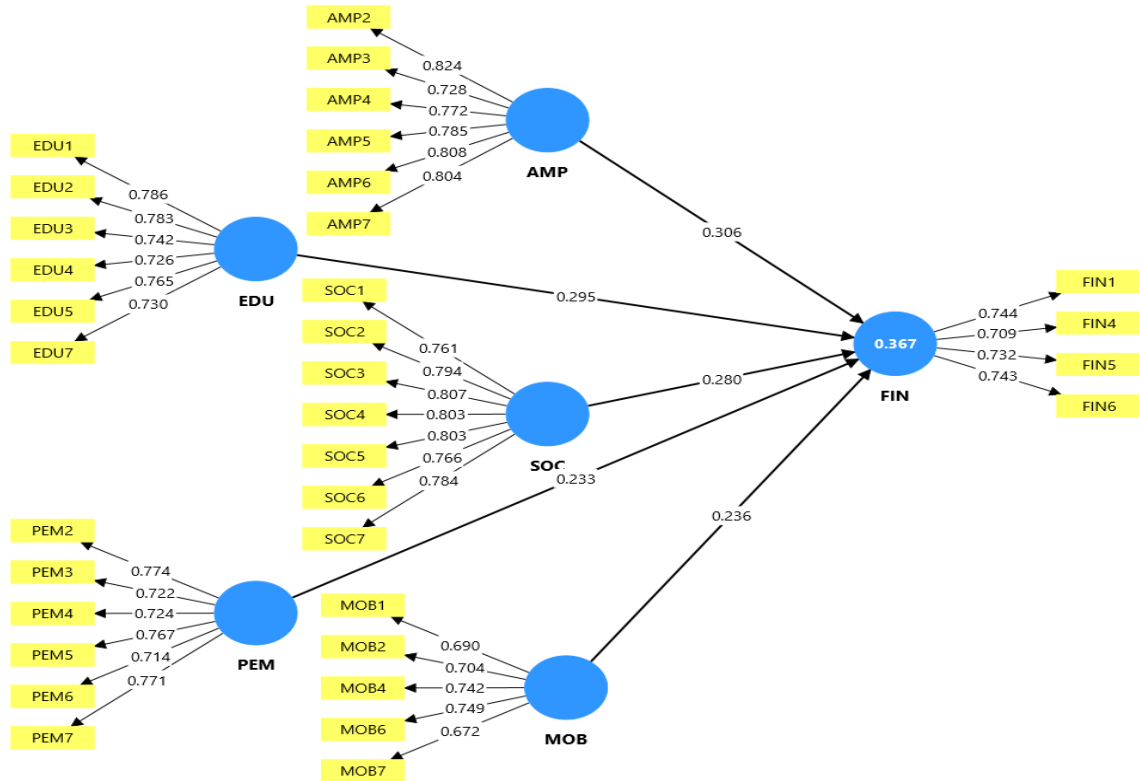 AMP2
AMP3
AMP4
AMP5
AMP6
AMP7
0.824
0.728
0.772
0.785
0.808
0.804
AMP
EDU1
EDU2
EDU3
EDU4
EDU5
EDU7
0.786
0.783
0.742
0.726
0.765
0.730
EDU
0.306
0.295
SOC1
SOC2
SOC3
SOC4
SOC5
SOC6
SOC7
0.761
0.794
0.807
0.803
0.803
0.766
0.784
SOC
0.280
0.233
0.236
0.367
FIN
0.744
0.709
0.732
0.743
FIN1
FIN4
FIN5
FIN6
PEM2
PEM3
PEM4
PEM5
PEM6
PEM7
0.774
0.722
0.724
0.767
0.714
0.771
PEM
MOB1
MOB2
MOB4
MOB6
MOB7
0.690
0.704
0.742
0.749
0.672
MOB